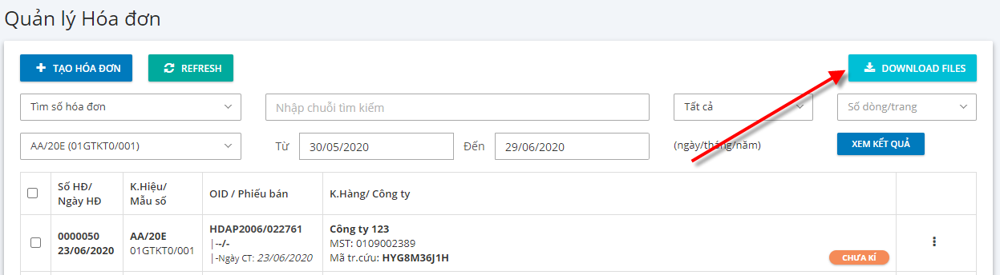 Quản lý Hóa đơn
TẠO HÓA ĐƠN REFRESH DOWNLOAD FILES
Tìm số hóa đơn Nhập chuỗi tìm kiếm Tất cả Số dòng/trang
AA/20E (01GTKT0/001) Từ 30/05/2020 Đến 29/06/2020 (ngày/tháng/năm) XEM KẾT QUẢ
Số HĐ/ K.Hiệu/ OID / Phiếu bán K.Hàng/ Công ty
Ngày HĐ Mẫu số
0000050 AA/20E HDAP2006/022761 Công ty 123
23/06/2020 01GTKT0/001 |--/- MST: 0109002389
|-Ngày CT: 23/06/2020 Mã tr.cứu: HYG8M36J1H CHƯA KÍ